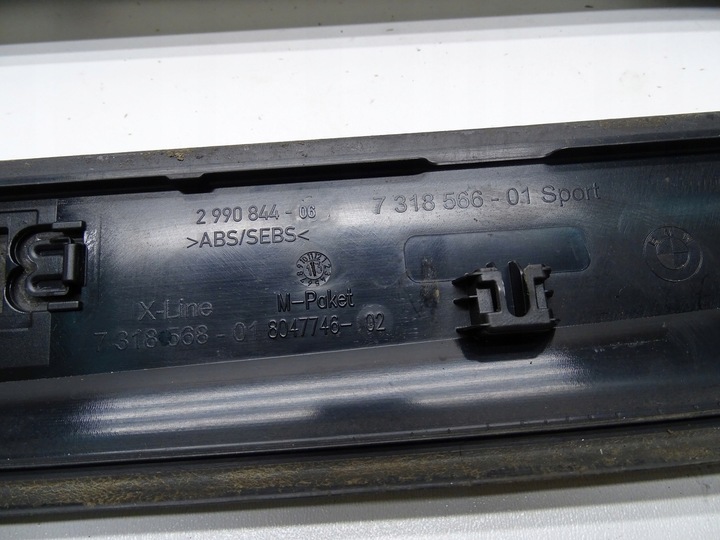 2 990 844 - 06
>ABS/SEBS<
7 318 566 - 01 Sport
X-Line
7 318 568 - 01
M-Paket
8047746- 02